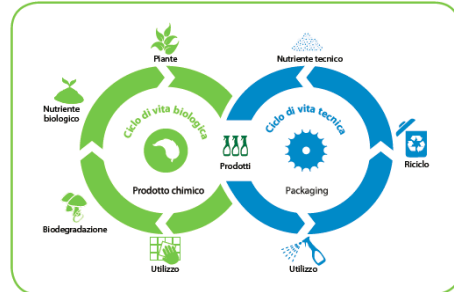 Piante
Nutriente tecnico
Nutriente
biologico
Ciclo di vita biologica
Ciclo di vita tecnica
Prodotti
Riciclo
Prodotto chimico
Packaging
Biodegradazione
Utilizzo
Utilizzo